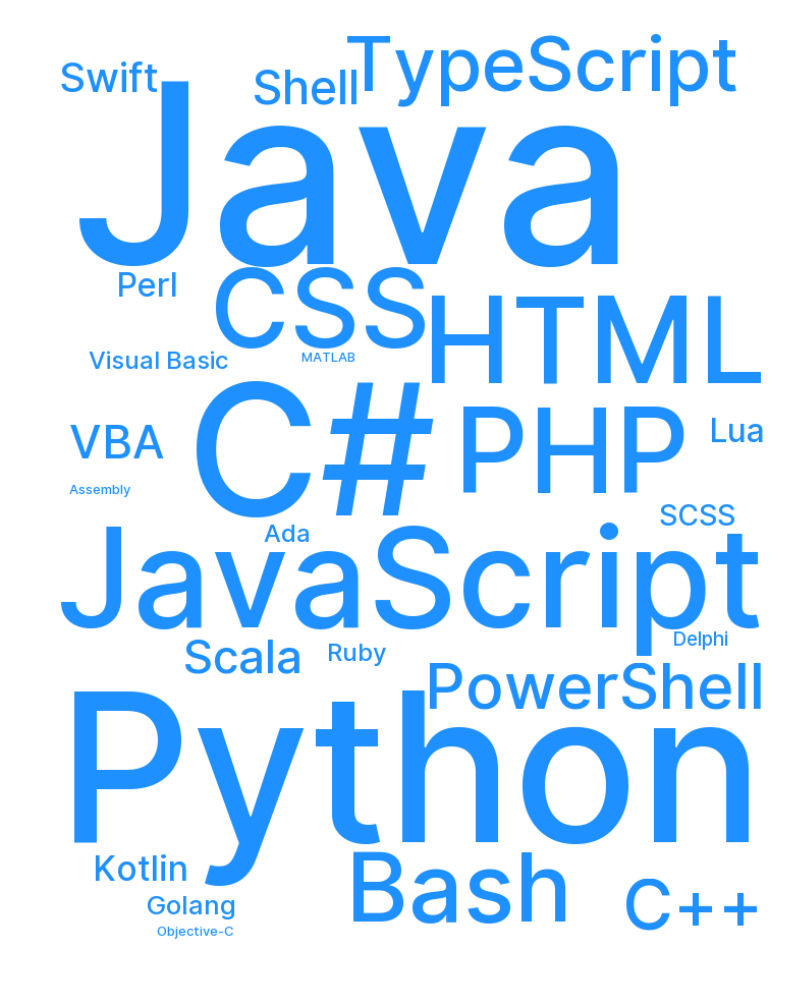 TypeScript
Swift
Shell
Java
Perl
CSS
HTML
Visual Basic
MATLAB
C#
PHP
Lua
VBA
Assembly
SCSS
Ada
JavaScript
Delphi
Scala
Ruby
PowerShell
Python
Kotlin
Bash
C++
Golang
Objective-C